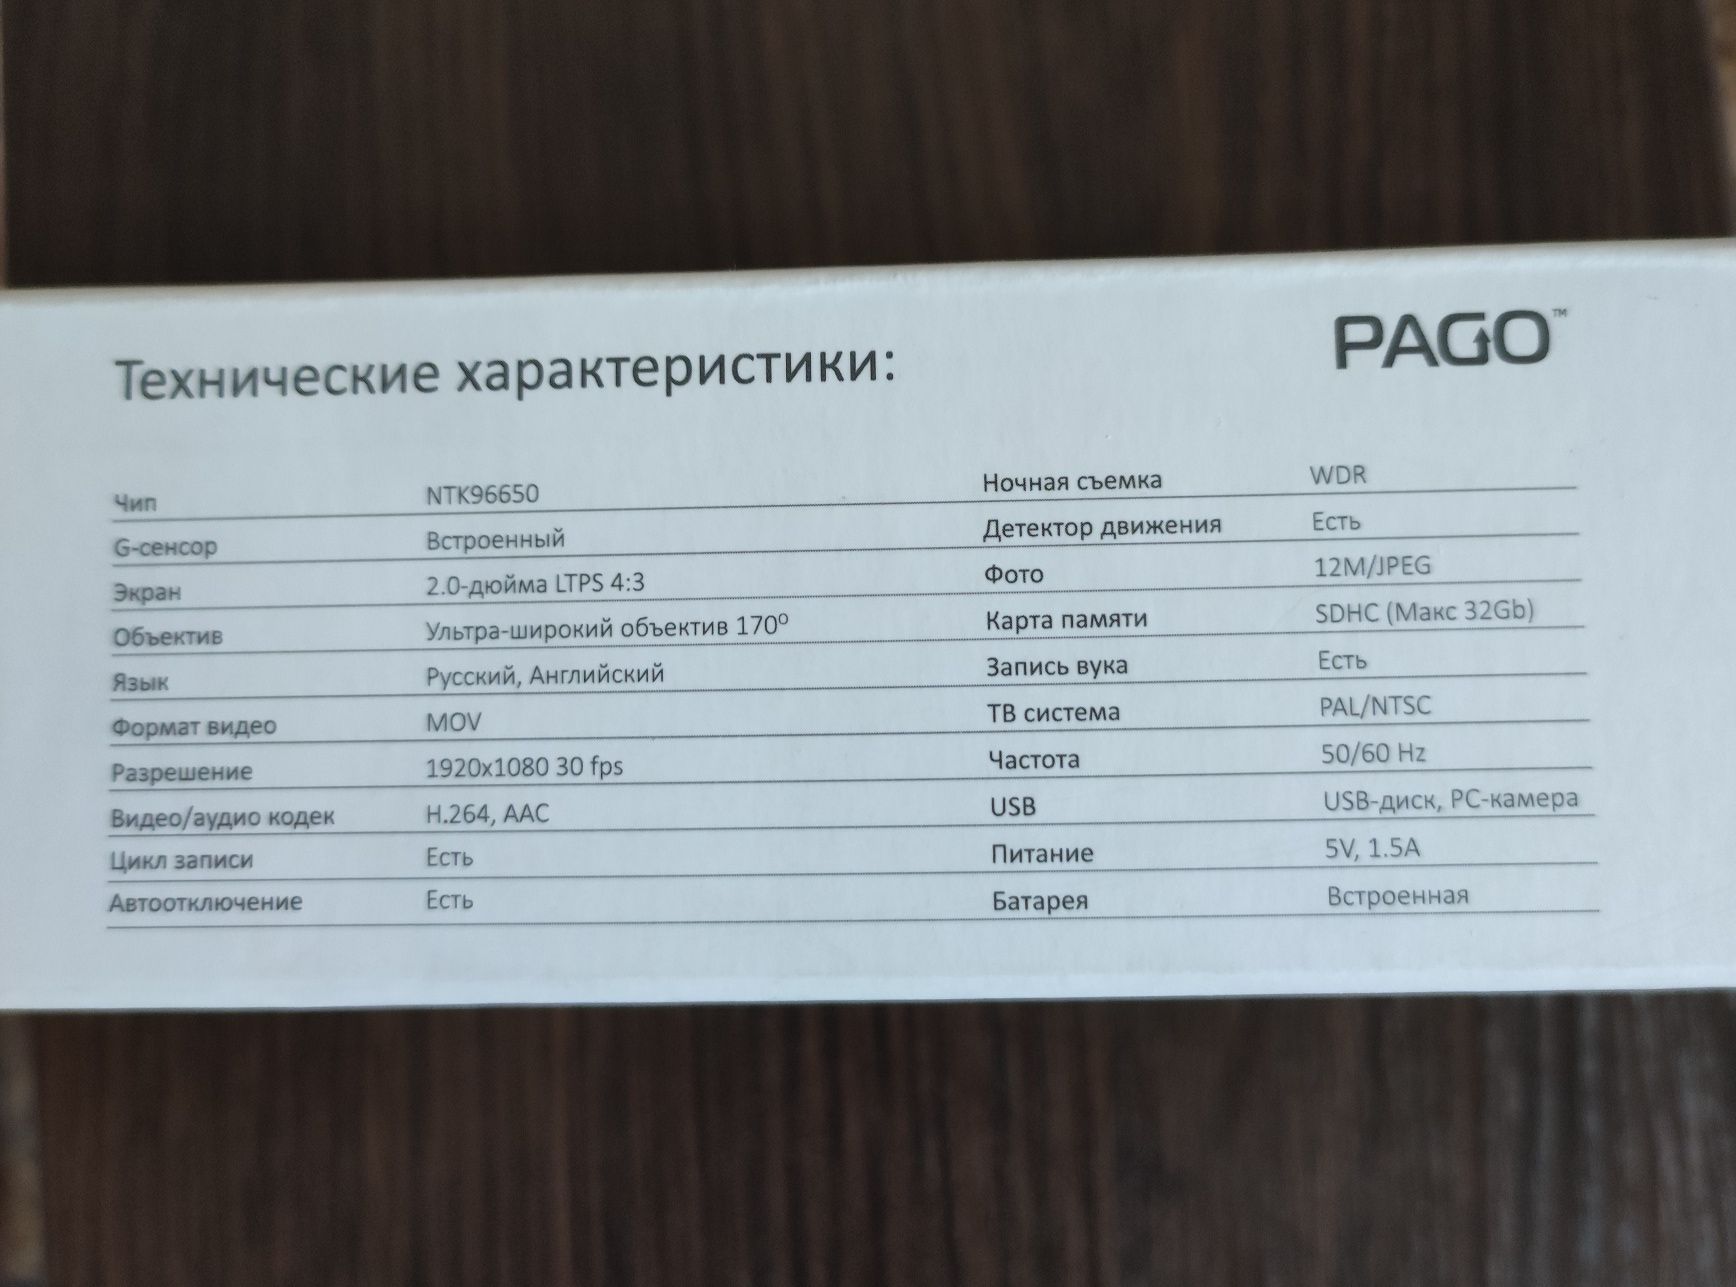 PAGO™
Технические характеристики:
Чип NTK96650
G-сенсор Встроенный
Экран 2.0-дюйма LTPS 4:3
Объектив Ультра-широкий объектив 170º
Язык Русский, Английский
Формат видео MOV
Разрешение 1920x1080 30 fps
Видео/аудио кодек H.264, AAC
Цикл записи Есть
Автоотключение Есть
Ночная съемка WDR
Детектор движения Есть
Фото 12M/JPEG
Карта памяти SDHC (Макс 32Gb)
Запись вука Есть
ТВ система PAL/NTSC
Частота 50/60 Hz
USB USB-диск, PC-камера
Питание 5V, 1.5A
Батарея Встроенная